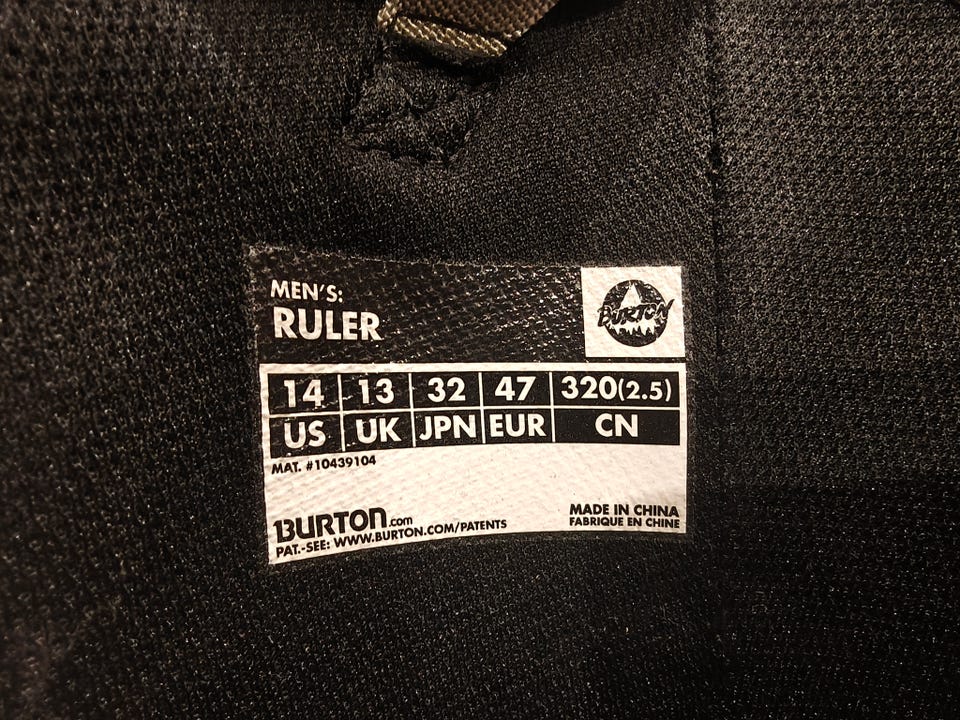 MEN'S:
RULER
BURTON
14 13 32 47 320(2.5)
US UK JPN EUR CN
MAT. #10439104
BURTON.com
PAT.-SEE: WWW.BURTON.COM/PATENTS
MADE IN CHINA
FABRIQUE EN CHINE